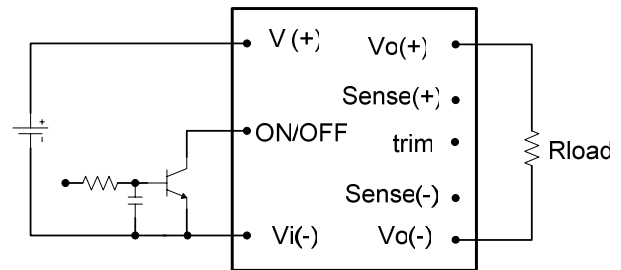 +
-
V (+)
ON/OFF
Vi(-)
Vo(+)
Sense(+)
trim
Sense(-)
Vo(-)
Rload